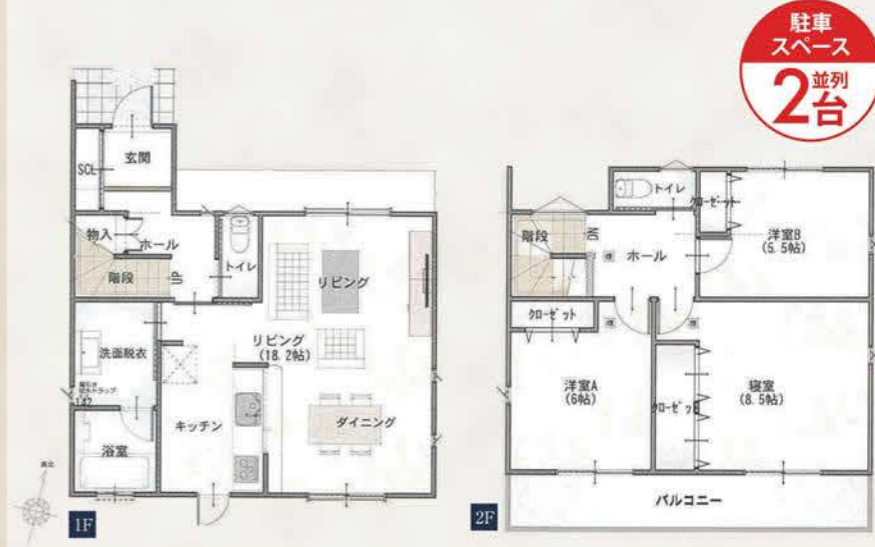 駐車
スペース
並列
2台
玄関
SCL
物入
ホール
階段
UP
トイレ
リビング
リビング
(18.2帖)
洗面脱衣
キッチン
ダイニング
浴室
1F
トイレ
クローゼット
洋室B
(5.5帖)
階段
DN
ホール
クローゼット
洋室A
(6帖)
クローゼット
寝室
(8.5帖)
バルコニー
2F